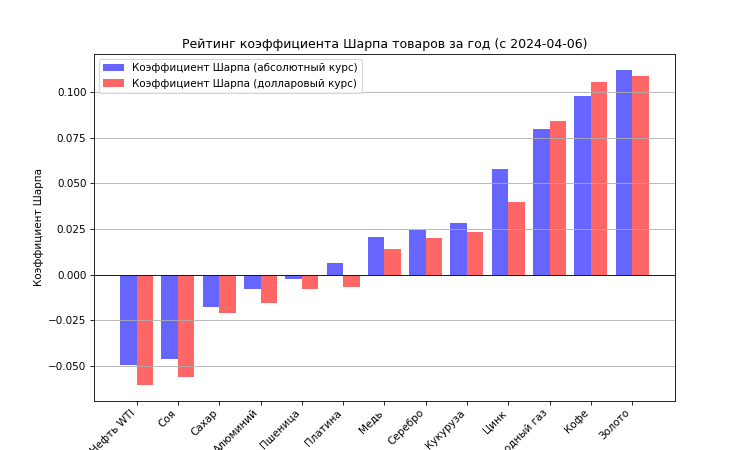 Рейтинг коэффициента Шарпа товаров за год (с 2024-04-06)
Коэффициент Шарпа (абсолютный курс)
Коэффициент Шарпа (долларовый курс)
Коэффициент Шарпа
0.100
0.075
0.050
0.025
0.000
−0.025
−0.050
Нефть WTI
Соя
Сахар
Алюминий
Пшеница
Платина
Медь
Серебро
Кукуруза
Цинк
газ
Кофе
Золото